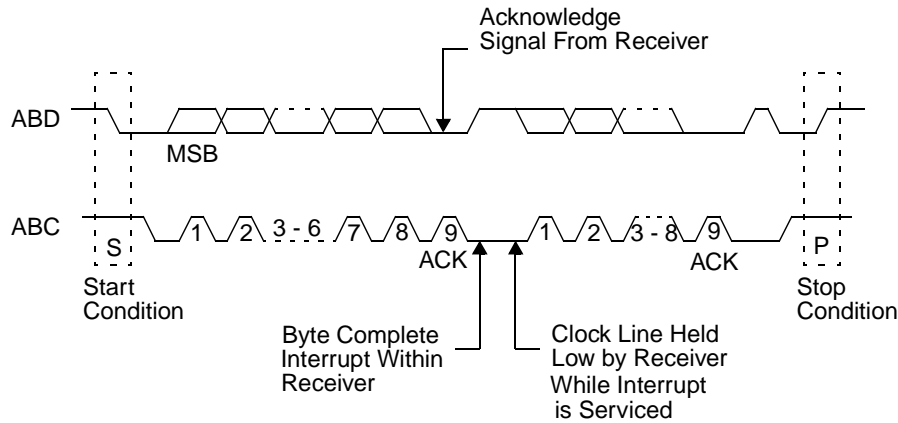 Acknowledge
Signal From Receiver
ABD
MSB
ABC
S
1
2
3 - 6
7
8
9
1
2
3 - 8
9
P
ACK
ACK
Start
Condition
Stop
Condition
Byte Complete
Interrupt Within
Receiver
Clock Line Held
Low by Receiver
While Interrupt
is Serviced